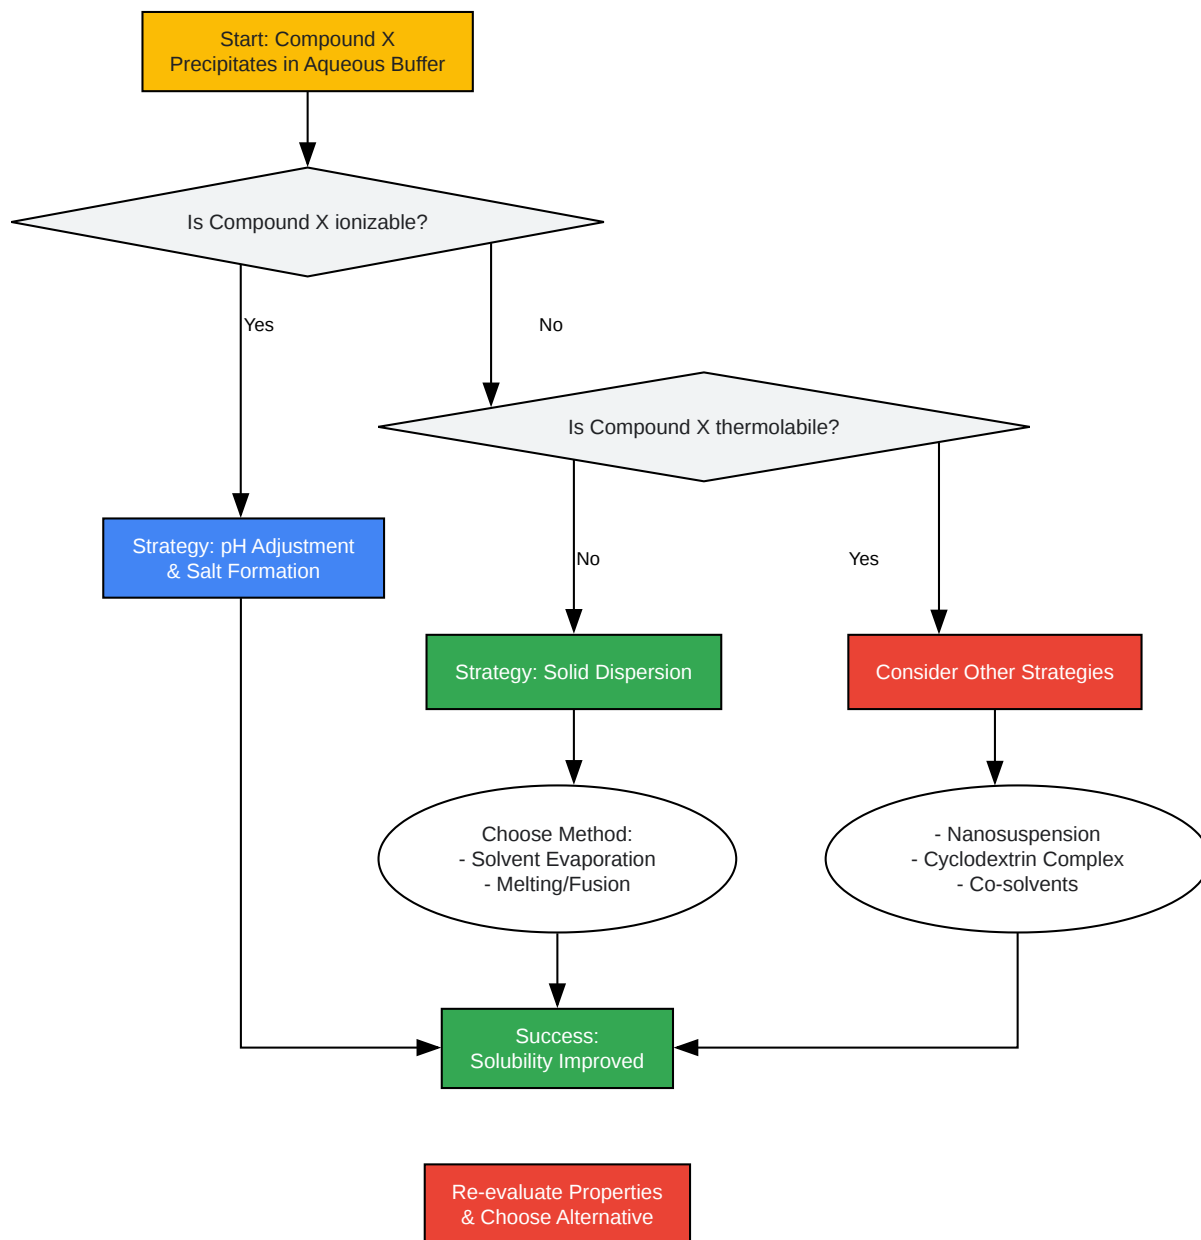 Start: Compound X
Precipitates in Aqueous Buffer
Is Compound X ionizable?
Yes
No
Is Compound X thermolabile?
Strategy: pH Adjustment
& Salt Formation
No
Yes
Strategy: Solid Dispersion
Consider Other Strategies
Choose Method:
- Solvent Evaporation
- Melting/Fusion
- Nanosuspension
- Cyclodextrin Complex
- Co-solvents
Success:
Solubility Improved
Re-evaluate Properties
& Choose Alternative